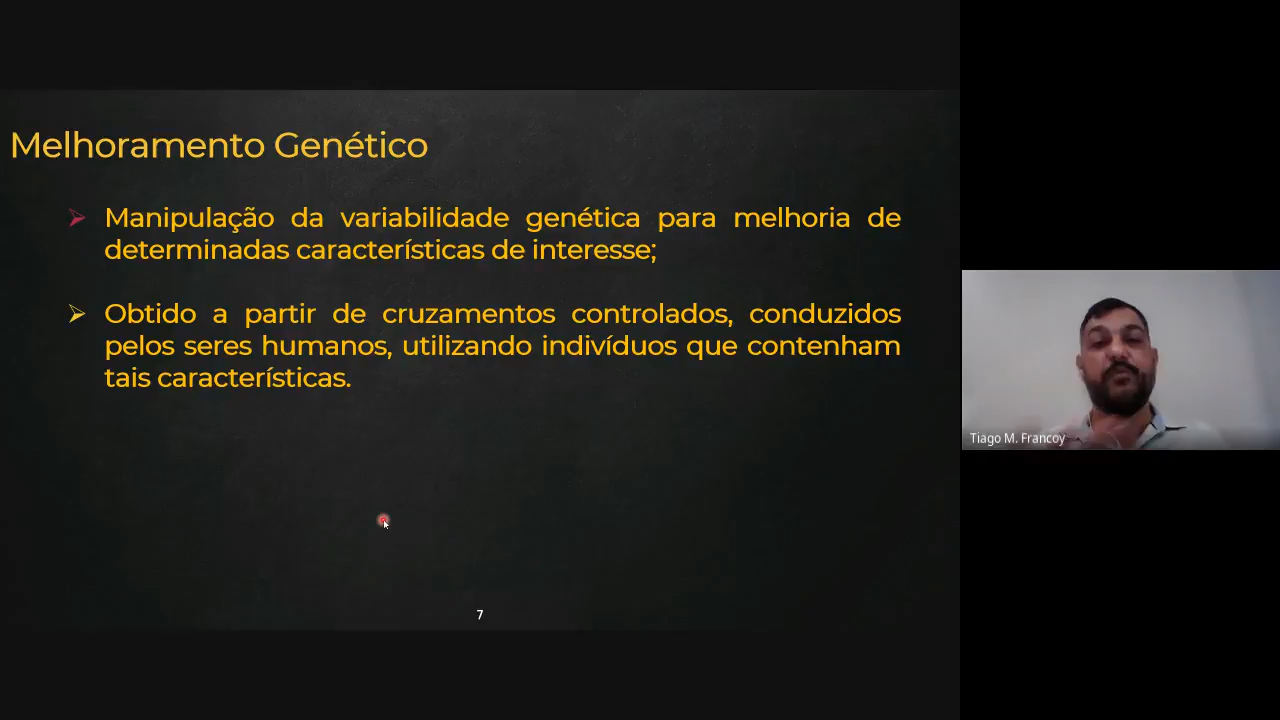 Melhoramento Genético
Manipulação da variabilidade genética para melhoria de
determinadas características de interesse;
Obtido a partir de cruzamentos controlados, conduzidos
pelos seres humanos, utilizando indivíduos que contenham
tais características.
Tiago M. Francoy
7